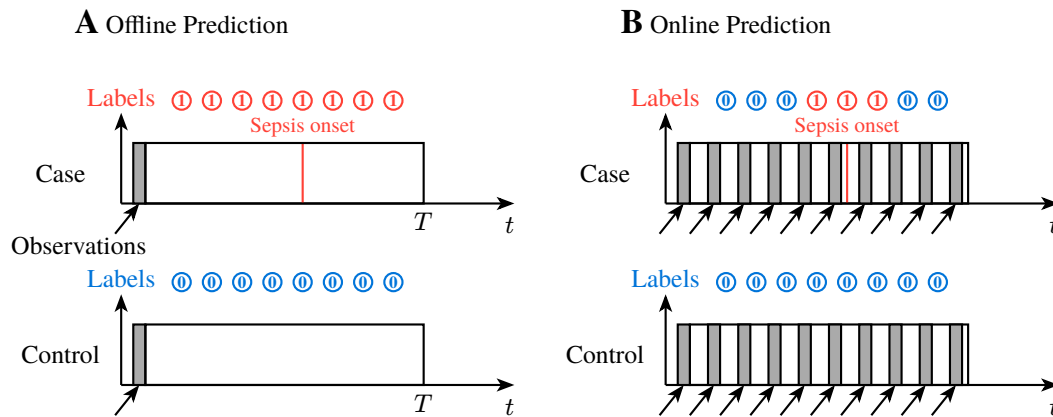 A Offline Prediction
Labels 1 1 1 1 1 1 1 1
Sepsis onset
Case
T t
Observations
Labels 0 0 0 0 0 0 0 0
Control
T t
B Online Prediction
Labels 0 0 0 1 1 1 0 0
Sepsis onset
Case
t
Labels 0 0 0 0 0 0 0 0
Control
t